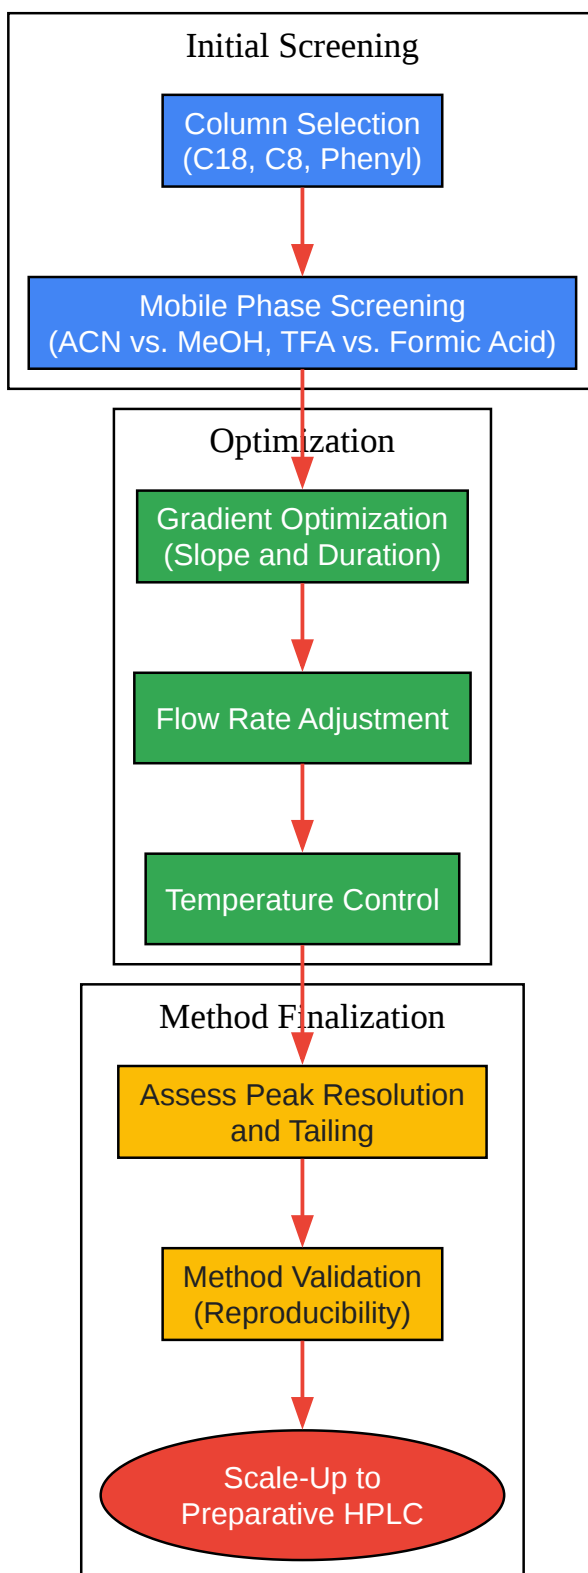 Initial Screening
Column Selection
(C18, C8, Phenyl)
Mobile Phase Screening
(ACN vs. MeOH, TFA vs. Formic Acid)
Optimization
Gradient Optimization
(Slope and Duration)
Flow Rate Adjustment
Temperature Control
Method Finalization
Assess Peak Resolution
and Tailing
Method Validation
(Reproducibility)
Scale-Up to
Preparative HPLC